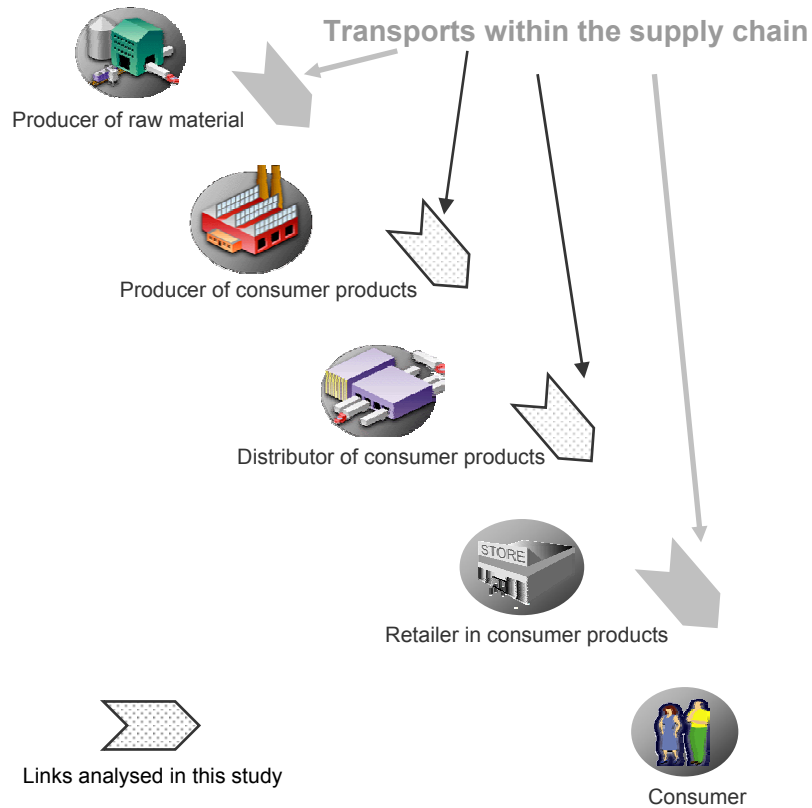 Transports within the supply chain
Producer of raw material
Producer of consumer products
Distributor of consumer products
STORE
Retailer in consumer products
Links analysed in this study
Consumer